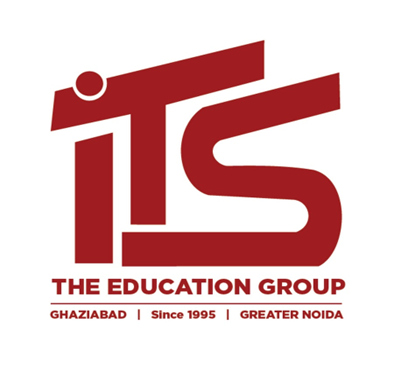 iTS
THE EDUCATION GROUP
GHAZIABAD | Since 1995 | GREATER NOIDA